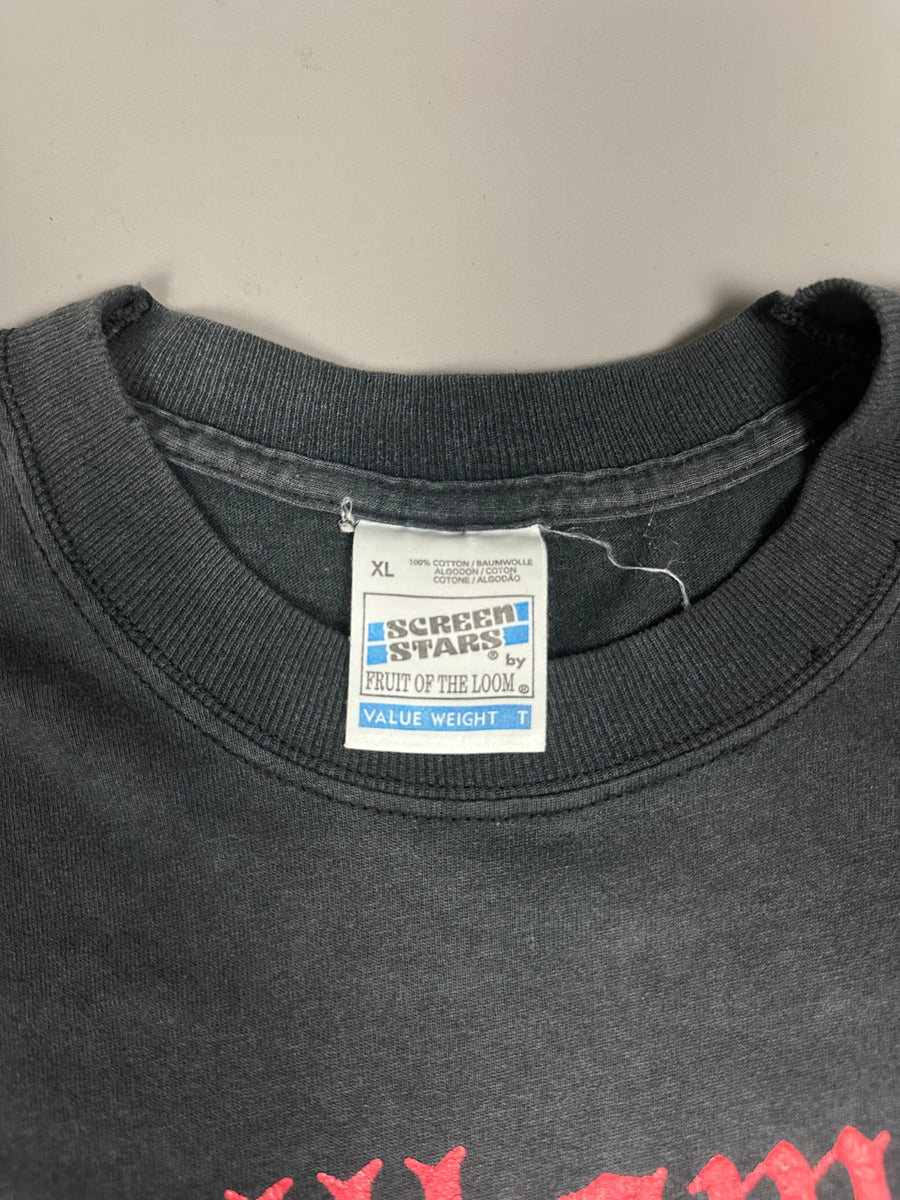 XL
100% COTTON / BAUMWOLLE
ALGODON / COTON
COTONE / ALGODÃO
SCREEN
STARS® by
FRUIT OF THE LOOM®
VALUE WEIGHT T